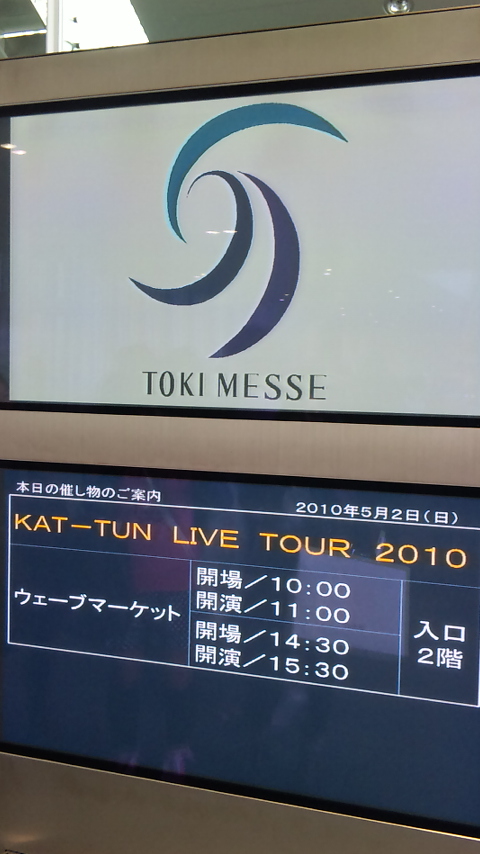 TOKI MESSE
本日の催し物のご案内
2010年5月2日(日)
KAT-TUN LIVE TOUR 2010
ウェーブマーケット
開場/10:00
開演/11:00
開場/14:30
開演/15:30
入口
2階